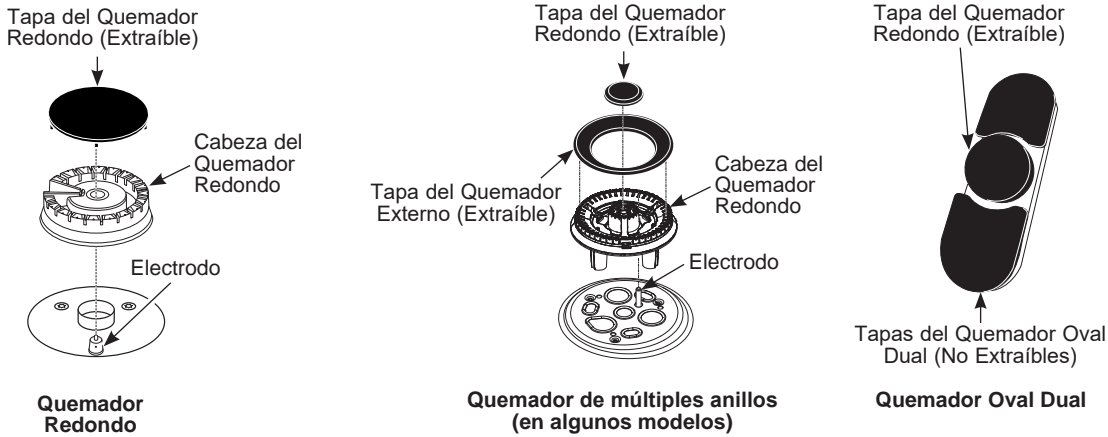 Tapa del Quemador
Redondo (Extraíble)
Cabeza del
Quemador
Redondo
Electrodo
Quemador
Redondo
Tapa del Quemador
Redondo (Extraíble)
Tapa del Quemador
Externo (Extraíble)
Cabeza del
Quemador
Redondo
Electrodo
Quemador de múltiples anillos
(en algunos modelos)
Tapa del Quemador
Redondo (Extraíble)
Tapas del Quemador Oval
Dual (No Extraíbles)
Quemador Oval Dual